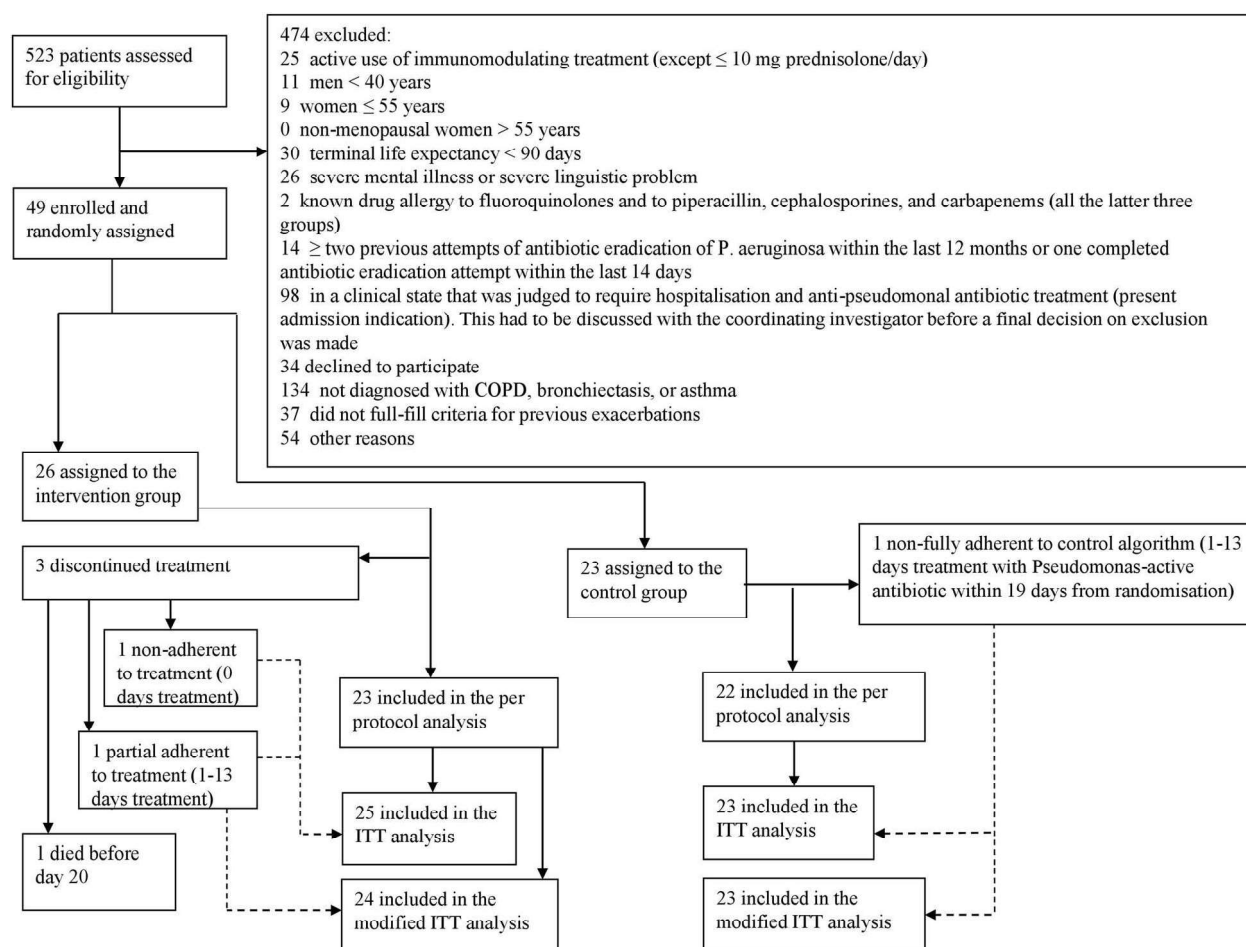 523 patients assessed
for eligibility
474 excluded:
25 active use of immunomodulating treatment (except ≤ 10 mg prednisolone/day)
11 men < 40 years
9 women ≤ 55 years
0 non-menopausal women > 55 years
30 terminal life expectancy < 90 days
26 severe mental illness or severe linguistic problem
2 known drug allergy to fluoroquinolones and to piperacillin, cephalosporines, and carbapenems (all the latter three
groups)
14 ≥ two previous attempts of antibiotic eradication of P. aeruginosa within the last 12 months or one completed
antibiotic eradication attempt within the last 14 days
98 in a clinical state that was judged to require hospitalisation and anti-pseudomonal antibiotic treatment (present
admission indication). This had to be discussed with the coordinating investigator before a final decision on exclusion
was made
34 declined to participate
134 not diagnosed with COPD, bronchiectasis, or asthma
37 did not full-fill criteria for previous exacerbations
54 other reasons
49 enrolled and
randomly assigned
26 assigned to the
intervention group
3 discontinued treatment
1 non-adherent
to treatment (0
days treatment)
1 partial adherent
to treatment (1-13
days treatment)
1 died before
day 20
23 included in the per
protocol analysis
25 included in the
ITT analysis
24 included in the
modified ITT analysis
23 assigned to the
control group
1 non-fully adherent to control algorithm (1-13
days treatment with Pseudomonas-active
antibiotic within 19 days from randomisation)
22 included in the per
protocol analysis
23 included in the
ITT analysis
23 included in the
modified ITT analysis